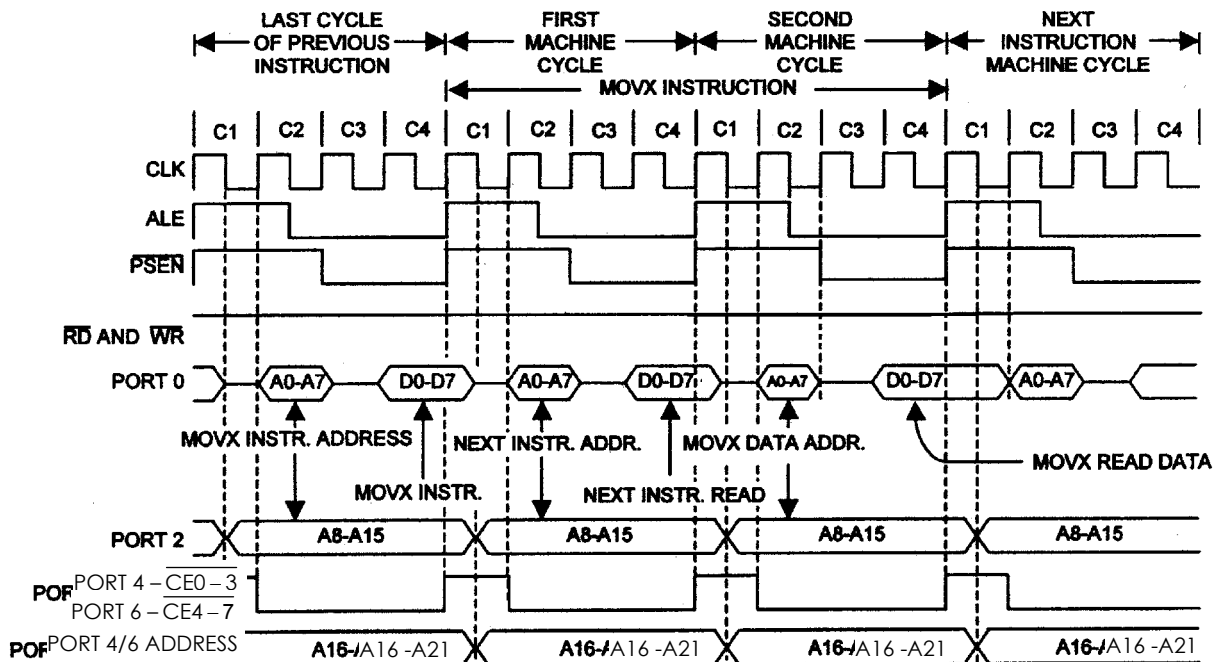 LAST CYCLE OF PREVIOUS INSTRUCTION
FIRST MACHINE CYCLE
SECOND MACHINE CYCLE
NEXT INSTRUCTION MACHINE CYCLE
MOVX INSTRUCTION
C1 C2 C3 C4 C1 C2 C3 C4 C1 C2 C3 C4 C1 C2 C3 C4
CLK
ALE
PSEN
RD AND WR
PORT 0 A0-A7 D0-D7 A0-A7 D0-D7 A0-A7 D0-D7 A0-A7
MOVX INSTR. ADDRESS NEXT INSTR. ADDR. MOVX DATA ADDR.
MOVX READ DATA
MOVX INSTR. NEXT INSTR. READ
PORT 2 A8-A15 A8-A15 A8-A15 A8-A15
PORT 4 – CE0 – 3
PORT 6 – CE4 – 7
PORT 4/6 ADDRESS A16 -A21 A16 -A21 A16 -A21 A16 -A21